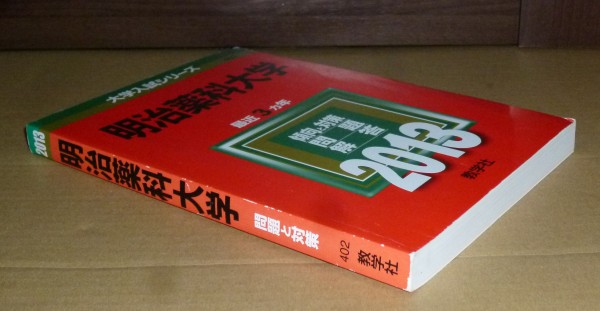 大学入試シリーズ
明治薬科大学
最近3ヵ年
傾向と対策
問題
解答
2013
教学社
2013
明治薬科大学
問題と対策
402
教学社